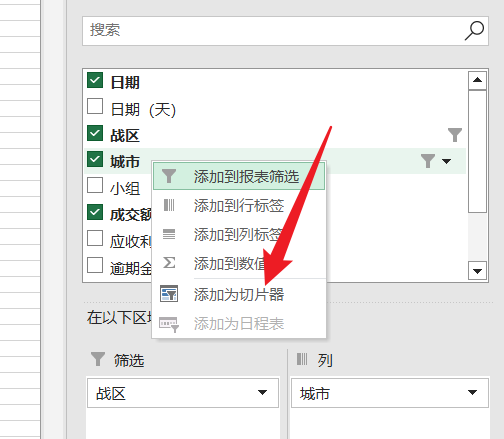 搜索
日期
日期（天）
战区
城市
小组
成交额
应收利
逾期金
添加到报表筛选
添加到行标签
添加到列标签
添加到数值
添加为切片器
添加为日程表
在以下区域
筛选
列
战区
城市